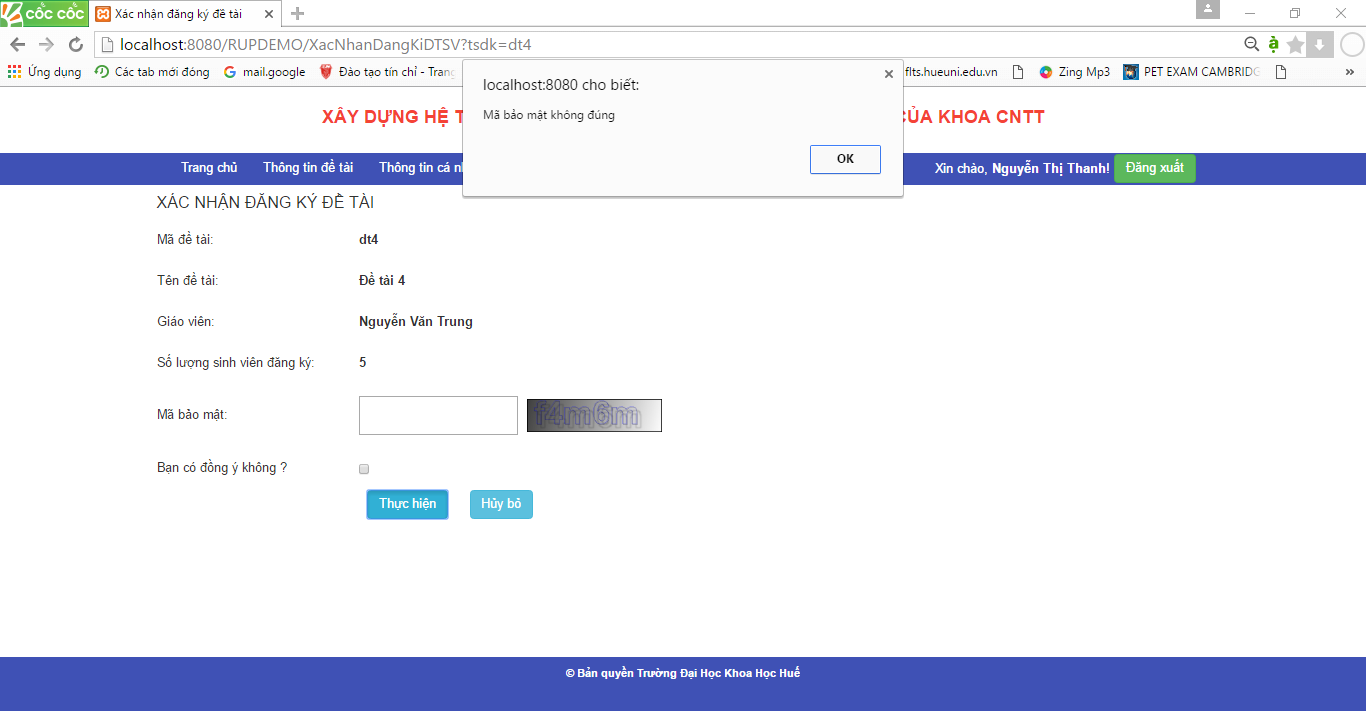 cốc cốc
Xác nhận đăng ký đề tài
localhost:8080/RUPDEMO/XacNhanDangKiDTSV?tsdk=dt4
Ứng dụng Các tab mới đóng mail.google Đào tạo tín chỉ - Trang flts.hueuni.edu.vn Zing Mp3 PET EXAM CAMBRIDG »
localhost:8080 cho biết:
Mã bảo mật không đúng
OK
XÂY DỰNG HỆ T CỦA KHOA CNTT
Trang chủ Thông tin đề tài Thông tin cá nh Xin chào, Nguyễn Thị Thanh! Đăng xuất
XÁC NHẬN ĐĂNG KÝ ĐỀ TÀI
Mã đề tài: dt4
Tên đề tài: Đề tài 4
Giáo viên: Nguyễn Văn Trung
Số lượng sinh viên đăng ký: 5
Mã bảo mật: f4m6m
Bạn có đồng ý không ?
Thực hiện Hủy bỏ
© Bản quyền Trường Đại Học Khoa Học Huế